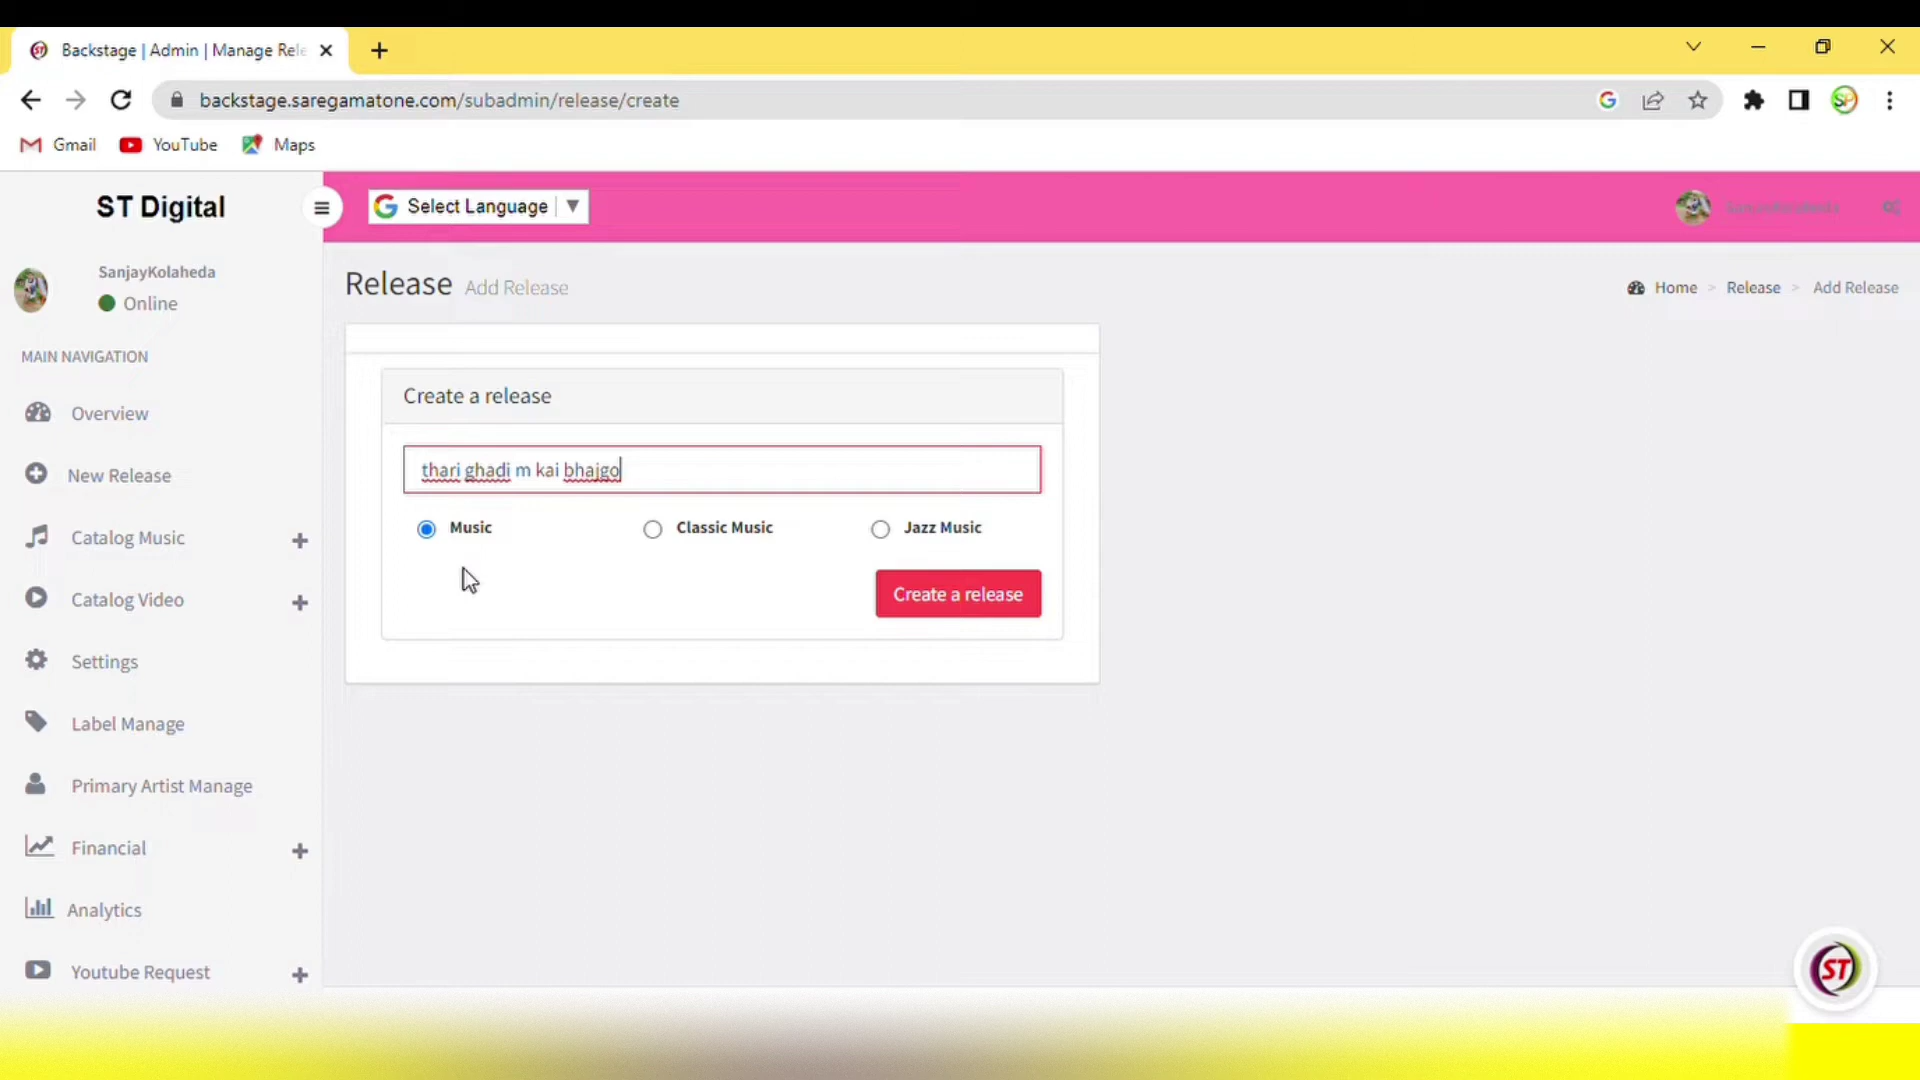 Backstage | Admin | Manage Rele
backstage.saregamatone.com/subadmin/release/create
Gmail YouTube Maps
ST Digital
Select Language
SanjayKolaheda
Online
MAIN NAVIGATION
Overview
New Release
Catalog Music
Catalog Video
Settings
Label Manage
Primary Artist Manage
Financial
Analytics
Youtube Request
Release Add Release
Home > Release > Add Release
Create a release
thari ghadi m kai bhajgo
Music Classic Music Jazz Music
Create a release
ST